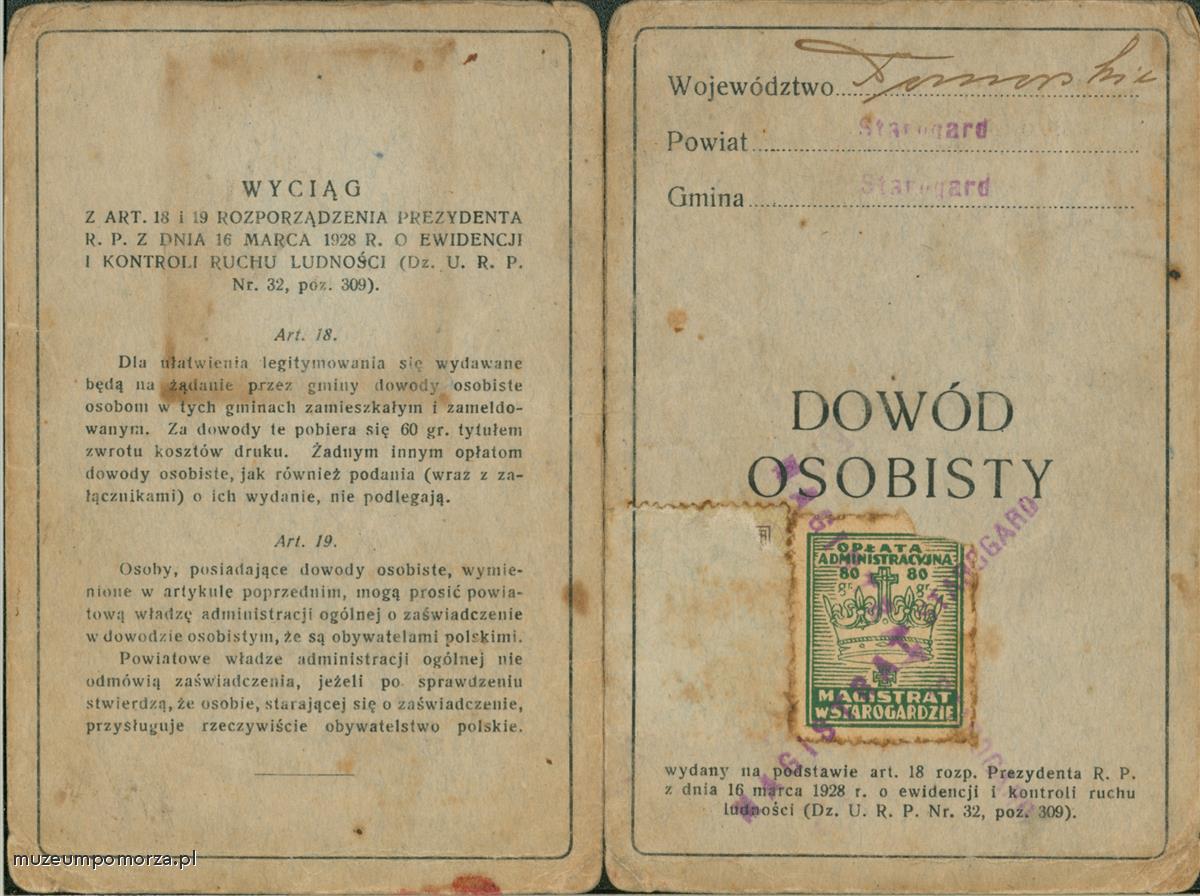 WYCIĄG
Z ART. 18 I 19 ROZPORZĄDZENIA PREZYDENTA
R. P. Z DNIA 16 MARCA 1928 R. O EWIDENCJI
I KONTROLI RUCHU LUDNOŚCI (Dz. U. R. P.
Nr. 32, poz. 309).
Art. 18.
Dla ułatwienia legitymowania się wydawane
będą na żądanie przez gminy dowody osobiste
osobom w tych gminach zamieszkałym i zameldo-
wanym. Za dowody te pobiera się 60 gr. tytułem
zwrotu kosztów druku. Żadnym innym opłatom
dowody osobiste, jak również podania (wraz z za-
łącznikami) o ich wydanie, nie podlegają.
Art. 19.
Osoby, posiadające dowody osobiste, wymie-
nione w artykule poprzednim, mogą prosić powia-
tową władzę administracji ogólnej o zaświadczenie
w dowodzie osobistym, że są obywatelami polskimi.
Powiatowe władze administracji ogólnej nie
odmówią zaświadczenia, jeżeli po sprawdzeniu
stwierdzą, że osobie, starającej się o zaświadczenie,
przysługuje rzeczywiście obywatelstwo polskie.
muzeumpomorza.pl
Województwo Pomorskie
Powiat Starogard
Gmina Starogard
DOWÓD
OSOBISTY
OPŁATA
ADMINISTRACYJNA
80 80
gr. gr.
MAGISTRAT
W STAROGARDZIE
MAGISTRAT STAROGARD
wydany na podstawie art. 18 rozp. Prezydenta R. P.
z dnia 16 marca 1928 r. o ewidencji i kontroli ruchu
ludności (Dz. U. R. P. Nr. 32, poz. 309).